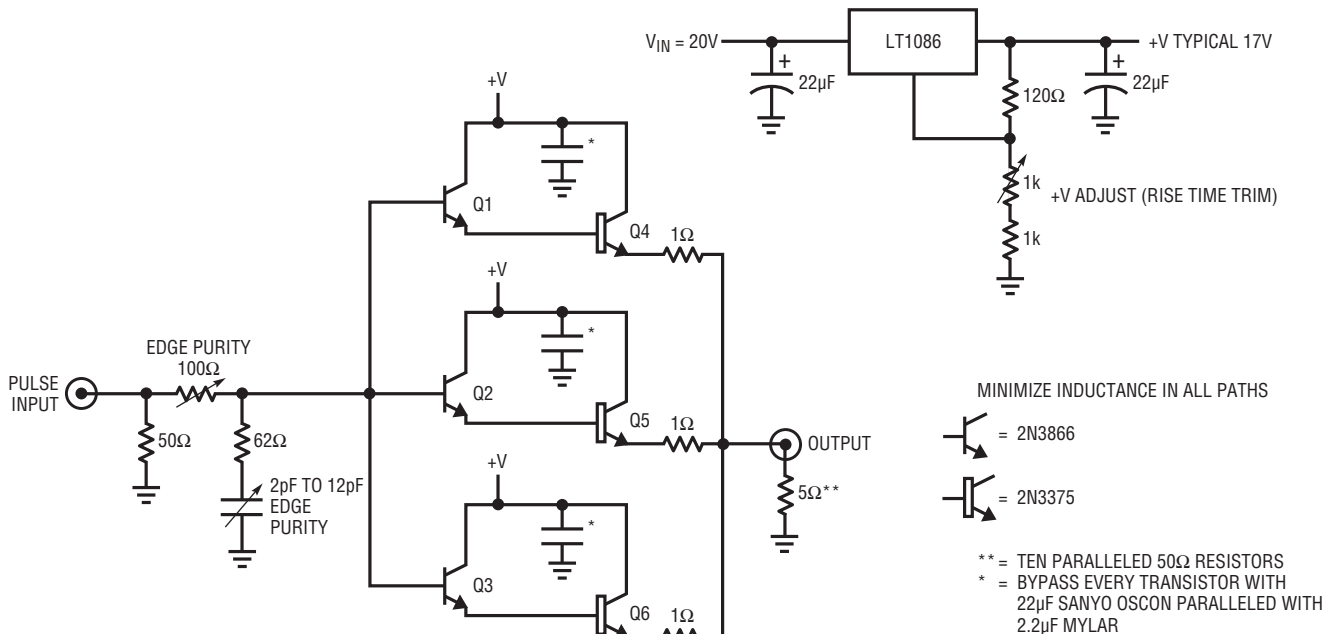 V_IN = 20V
LT1086
+V TYPICAL 17V
+
22µF
120Ω
+
22µF
1k
+V ADJUST (RISE TIME TRIM)
1k
+V
*
Q1
Q4
1Ω
+V
*
Q2
Q5
1Ω
EDGE PURITY
100Ω
PULSE
INPUT
50Ω
62Ω
2pF TO 12pF
EDGE
PURITY
+V
*
Q3
Q6
1Ω
OUTPUT
5Ω**
MINIMIZE INDUCTANCE IN ALL PATHS
= 2N3866
= 2N3375
** = TEN PARALLELED 50Ω RESISTORS
* = BYPASS EVERY TRANSISTOR WITH
22µF SANYO OSCON PARALLELED WITH
2.2µF MYLAR